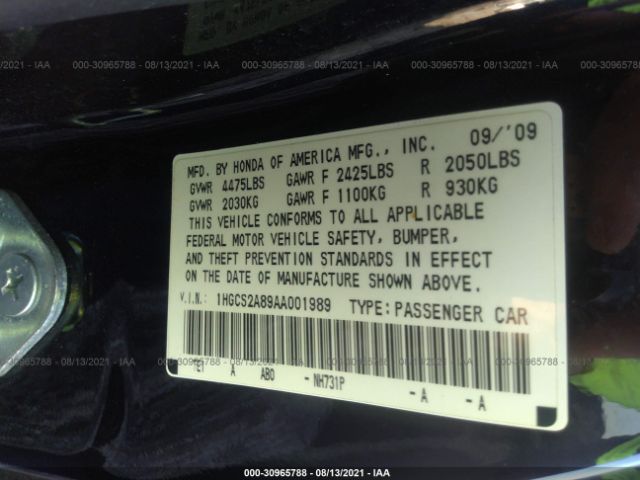 000-30965788 - 08/13/2021 - IAA
MFD. BY HONDA OF AMERICA MFG., INC. 09/'09
GVWR 4475LBS GAWR F 2425LBS R 2050LBS
GVWR 2030KG GAWR F 1100KG R 930KG
THIS VEHICLE CONFORMS TO ALL APPLICABLE
FEDERAL MOTOR VEHICLE SAFETY, BUMPER,
AND THEFT PREVENTION STANDARDS IN EFFECT
ON THE DATE OF MANUFACTURE SHOWN ABOVE.
V.I.N.: 1HGCS2A89AA001989 TYPE: PASSENGER CAR
A ABO - NH731P -A -A
000-30965788 - 08/13/2021 - IAA